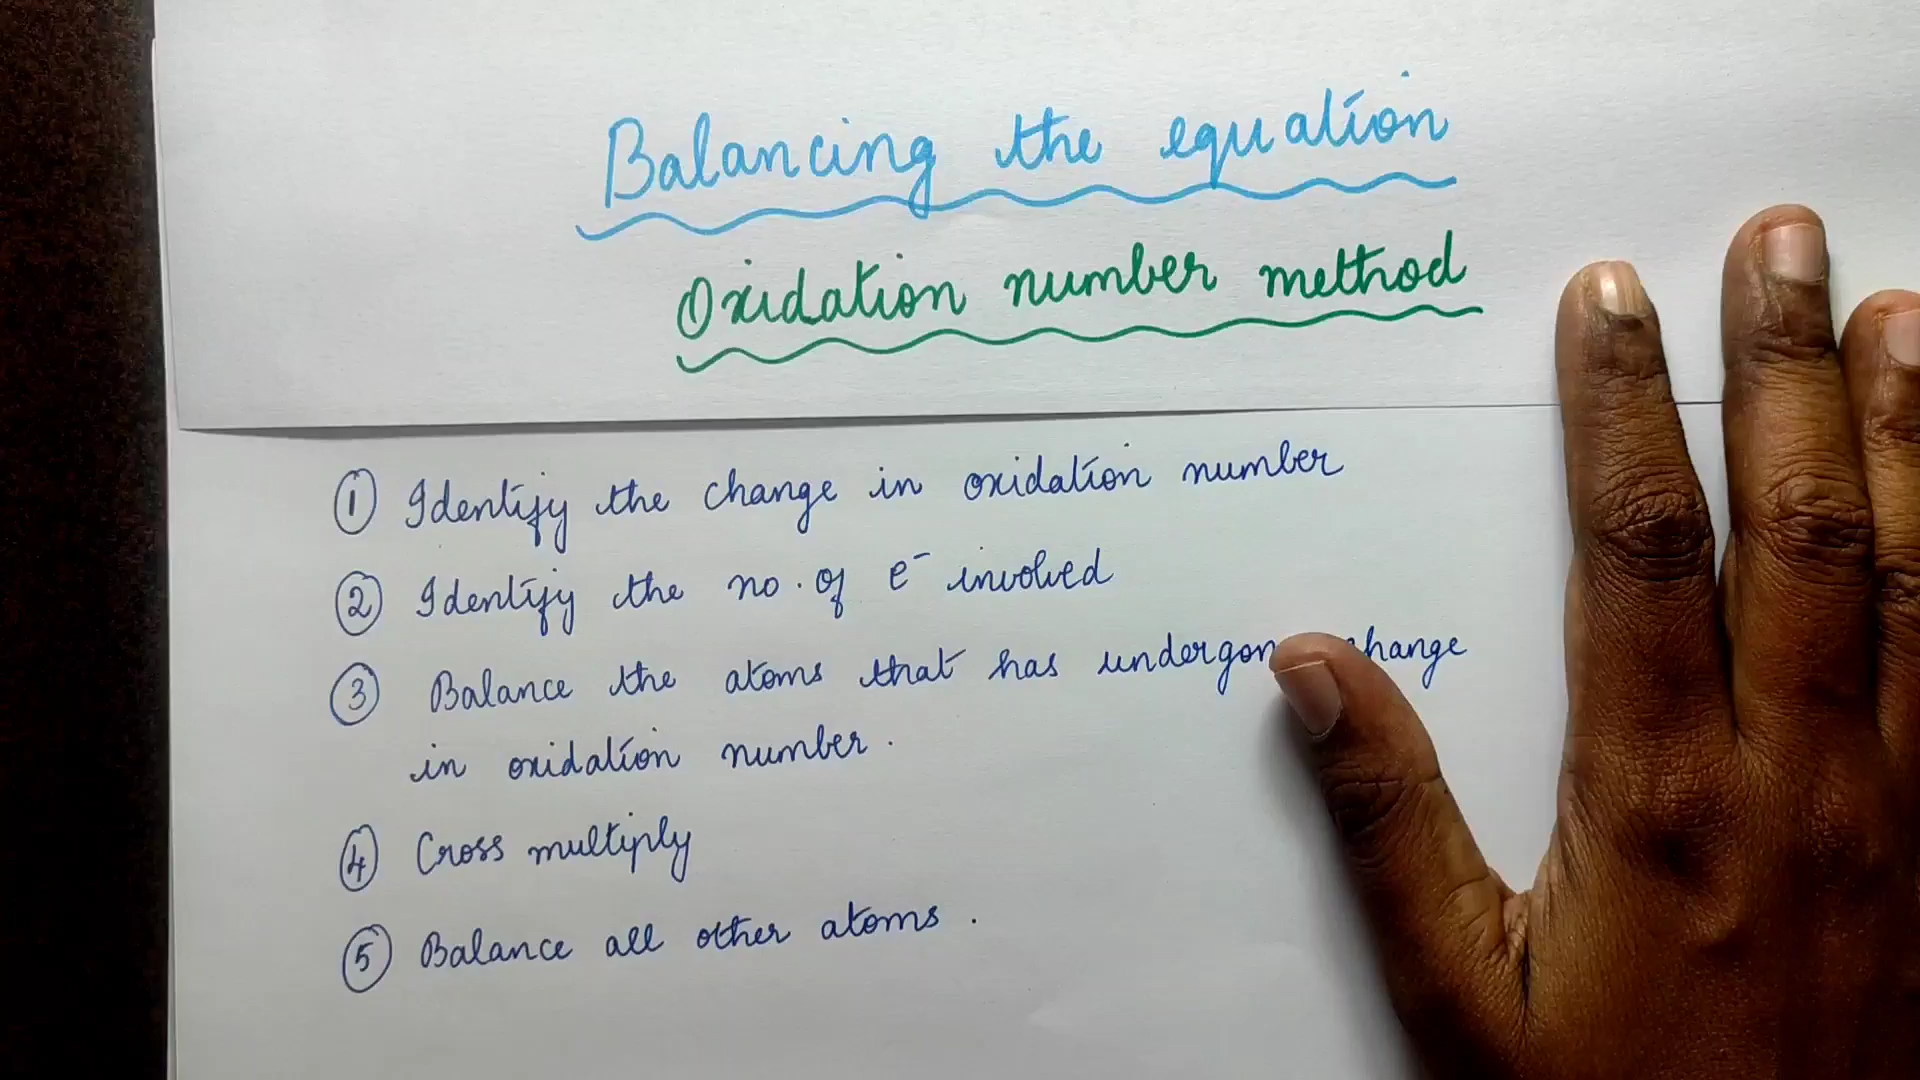 Balancing the equation
Oxidation number method
① Identify the change in oxidation number
② Identify the no. of e⁻ involved
③ Balance the atoms that has change
in oxidation number.
④ Cross multiply
⑤ Balance all other atoms.